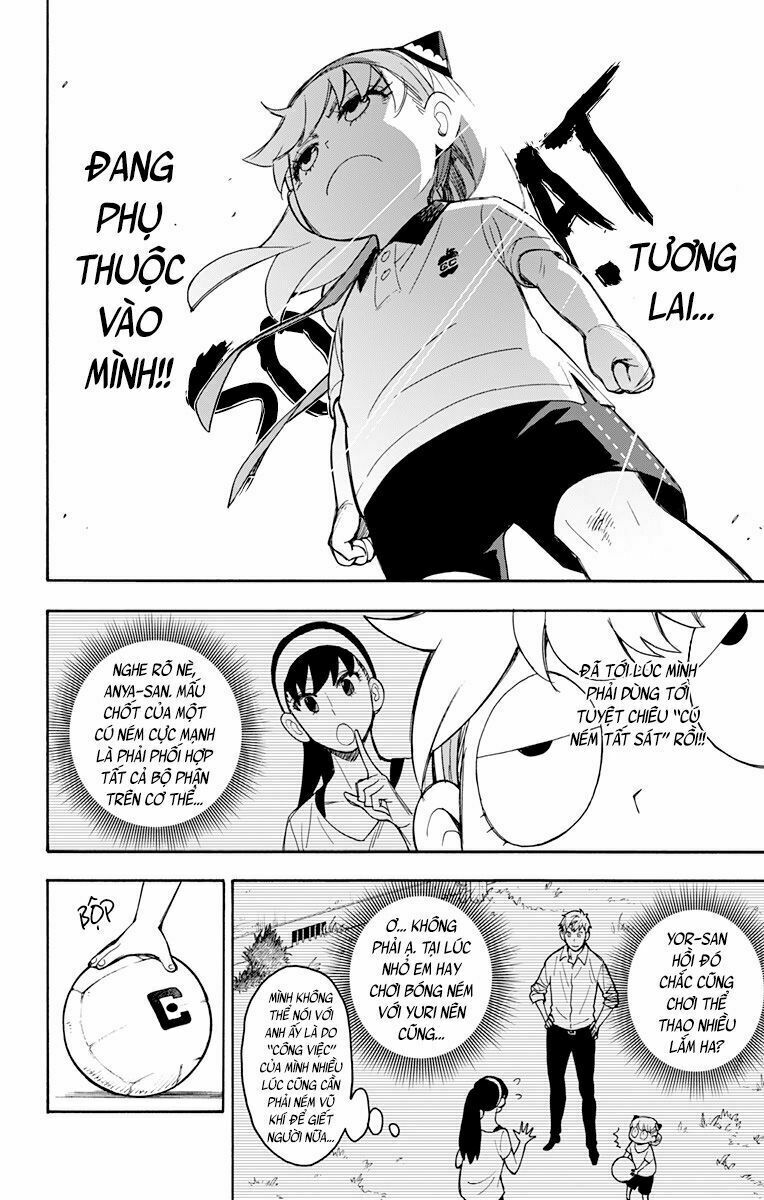 TƯƠNG
LAI...
ĐANG
PHỤ
THUỘC
VÀO
MÌNH!!
ĐÃ TỚI LÚC MÌNH
PHẢI DÙNG TỚI
TUYỆT CHIÊU "CÚ
NÉM TẤT SÁT" RỒI!!
NGHE RÕ NÈ,
ANYA-SAN. MẤU
CHỐT CỦA MỘT
CÚ NÉM CỰC MẠNH
LÀ PHẢI PHỐI HỢP
TẤT CẢ BỘ PHẬN
TRÊN CƠ THỂ...
YOR-SAN
HỒI ĐÓ
CHẮC CŨNG
CHƠI THỂ
THAO NHIỀU
LẮM HA?
Ơ... KHÔNG
PHẢI Ạ. TẠI LÚC
NHỎ EM HAY
CHƠI BÓNG NÉM
VỚI YURI NÊN
CŨNG...
MÌNH KHÔNG
THỂ NÓI VỚI
ANH ẤY LÀ DO
"CÔNG VIỆC"
CỦA MÌNH NHIỀU
LÚC CŨNG CẦN
PHẢI NÉM VŨ
KHÍ ĐỂ GIẾT
NGƯỜI NỮA...
BỘP